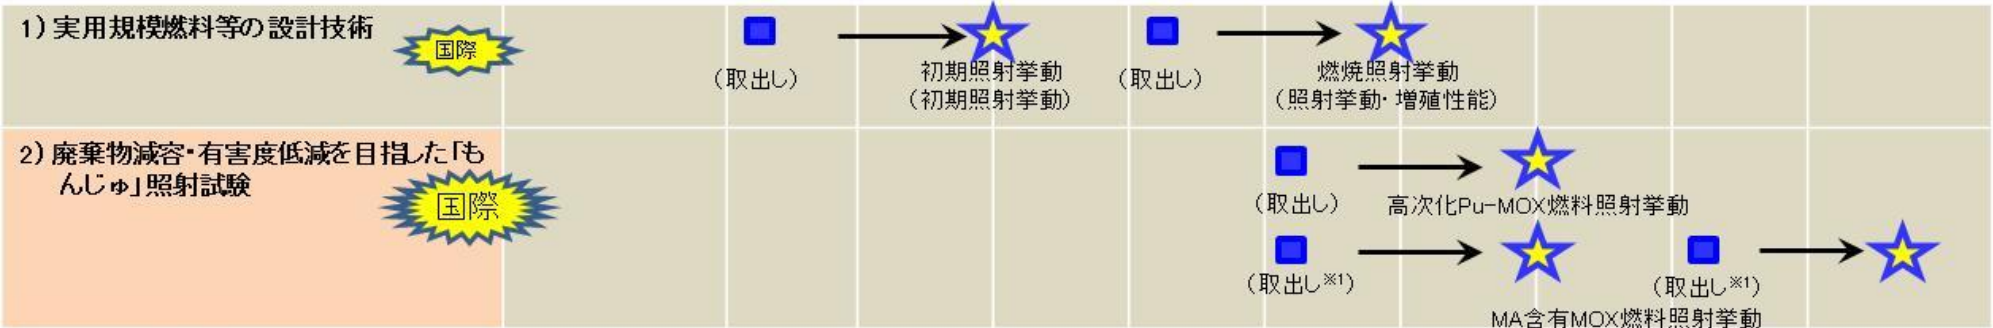 1) 実用規模燃料等の設計技術
国際
(取出し)
初期照射挙動
(初期照射挙動)
(取出し)
燃焼照射挙動
(照射挙動・増殖性能)
2) 廃棄物減容・有害度低減を目指した「も
んじゅ」照射試験
国際
(取出し)
高次化Pu-MOX燃料照射挙動
(取出し※1)
(取出し※1)
MA含有MOX燃料照射挙動